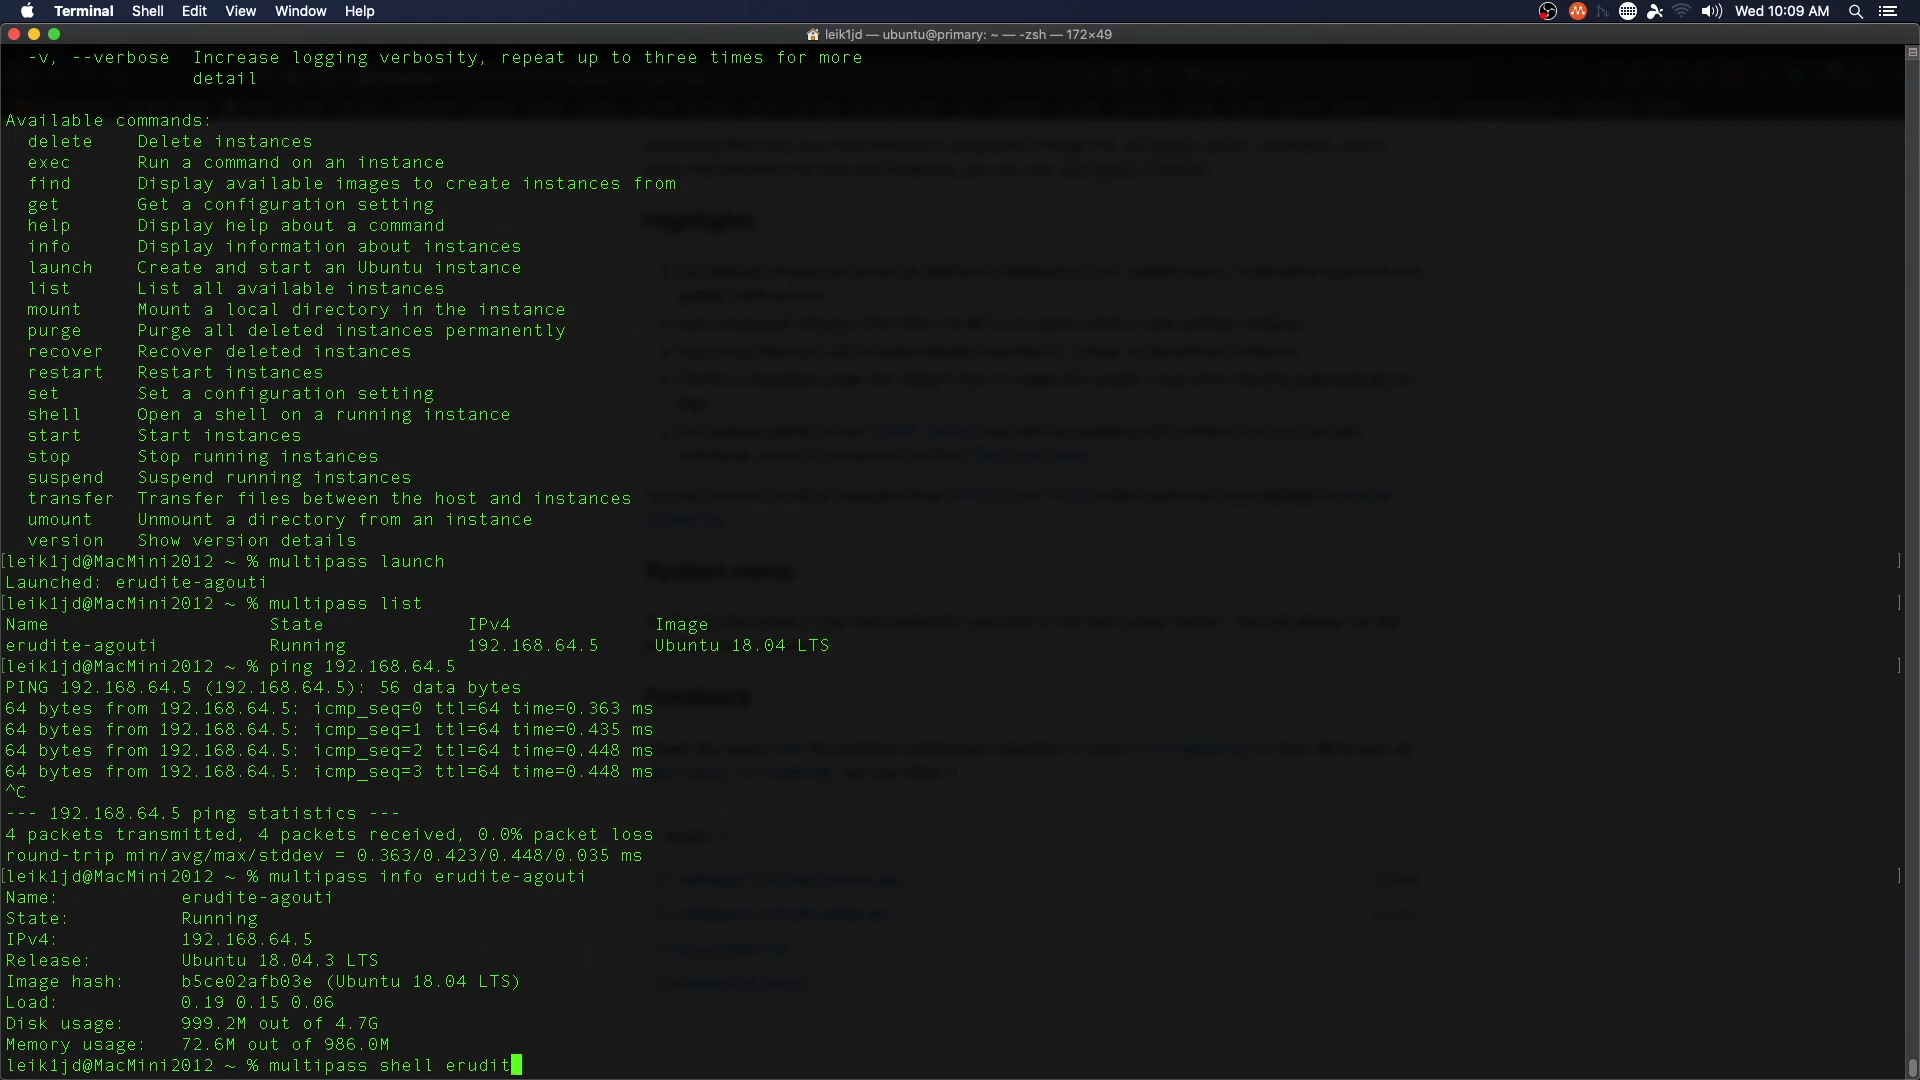 Terminal Shell Edit View Window Help Wed 10:09 AM
leik1jd — ubuntu@primary: ~ — -zsh — 172×49
-v, --verbose  Increase logging verbosity, repeat up to three times for more
detail
Available commands:
delete    Delete instances
exec      Run a command on an instance
find      Display available images to create instances from
get       Get a configuration setting
help      Display help about a command
info      Display information about instances
launch    Create and start an Ubuntu instance
list      List all available instances
mount     Mount a local directory in the instance
purge     Purge all deleted instances permanently
recover   Recover deleted instances
restart   Restart instances
set       Set a configuration setting
shell     Open a shell on a running instance
start     Start instances
stop      Stop running instances
suspend   Suspend running instances
transfer  Transfer files between the host and instances
umount    Unmount a directory from an instance
version   Show version details
[leik1jd@MacMini2012 ~ % multipass launch ]
Launched: erudite-agouti
[leik1jd@MacMini2012 ~ % multipass list ]
Name                    State             IPv4             Image
erudite-agouti          Running           192.168.64.5     Ubuntu 18.04 LTS
[leik1jd@MacMini2012 ~ % ping 192.168.64.5 ]
PING 192.168.64.5 (192.168.64.5): 56 data bytes
64 bytes from 192.168.64.5: icmp_seq=0 ttl=64 time=0.363 ms
64 bytes from 192.168.64.5: icmp_seq=1 ttl=64 time=0.435 ms
64 bytes from 192.168.64.5: icmp_seq=2 ttl=64 time=0.448 ms
64 bytes from 192.168.64.5: icmp_seq=3 ttl=64 time=0.448 ms
^C
--- 192.168.64.5 ping statistics ---
4 packets transmitted, 4 packets received, 0.0% packet loss
round-trip min/avg/max/stddev = 0.363/0.423/0.448/0.035 ms
[leik1jd@MacMini2012 ~ % multipass info erudite-agouti ]
Name:           erudite-agouti
State:          Running
IPv4:           192.168.64.5
Release:        Ubuntu 18.04.3 LTS
Image hash:     b5ce02afb03e (Ubuntu 18.04 LTS)
Load:           0.19 0.15 0.06
Disk usage:     999.2M out of 4.7G
Memory usage:   72.6M out of 986.0M
leik1jd@MacMini2012 ~ % multipass shell erudit